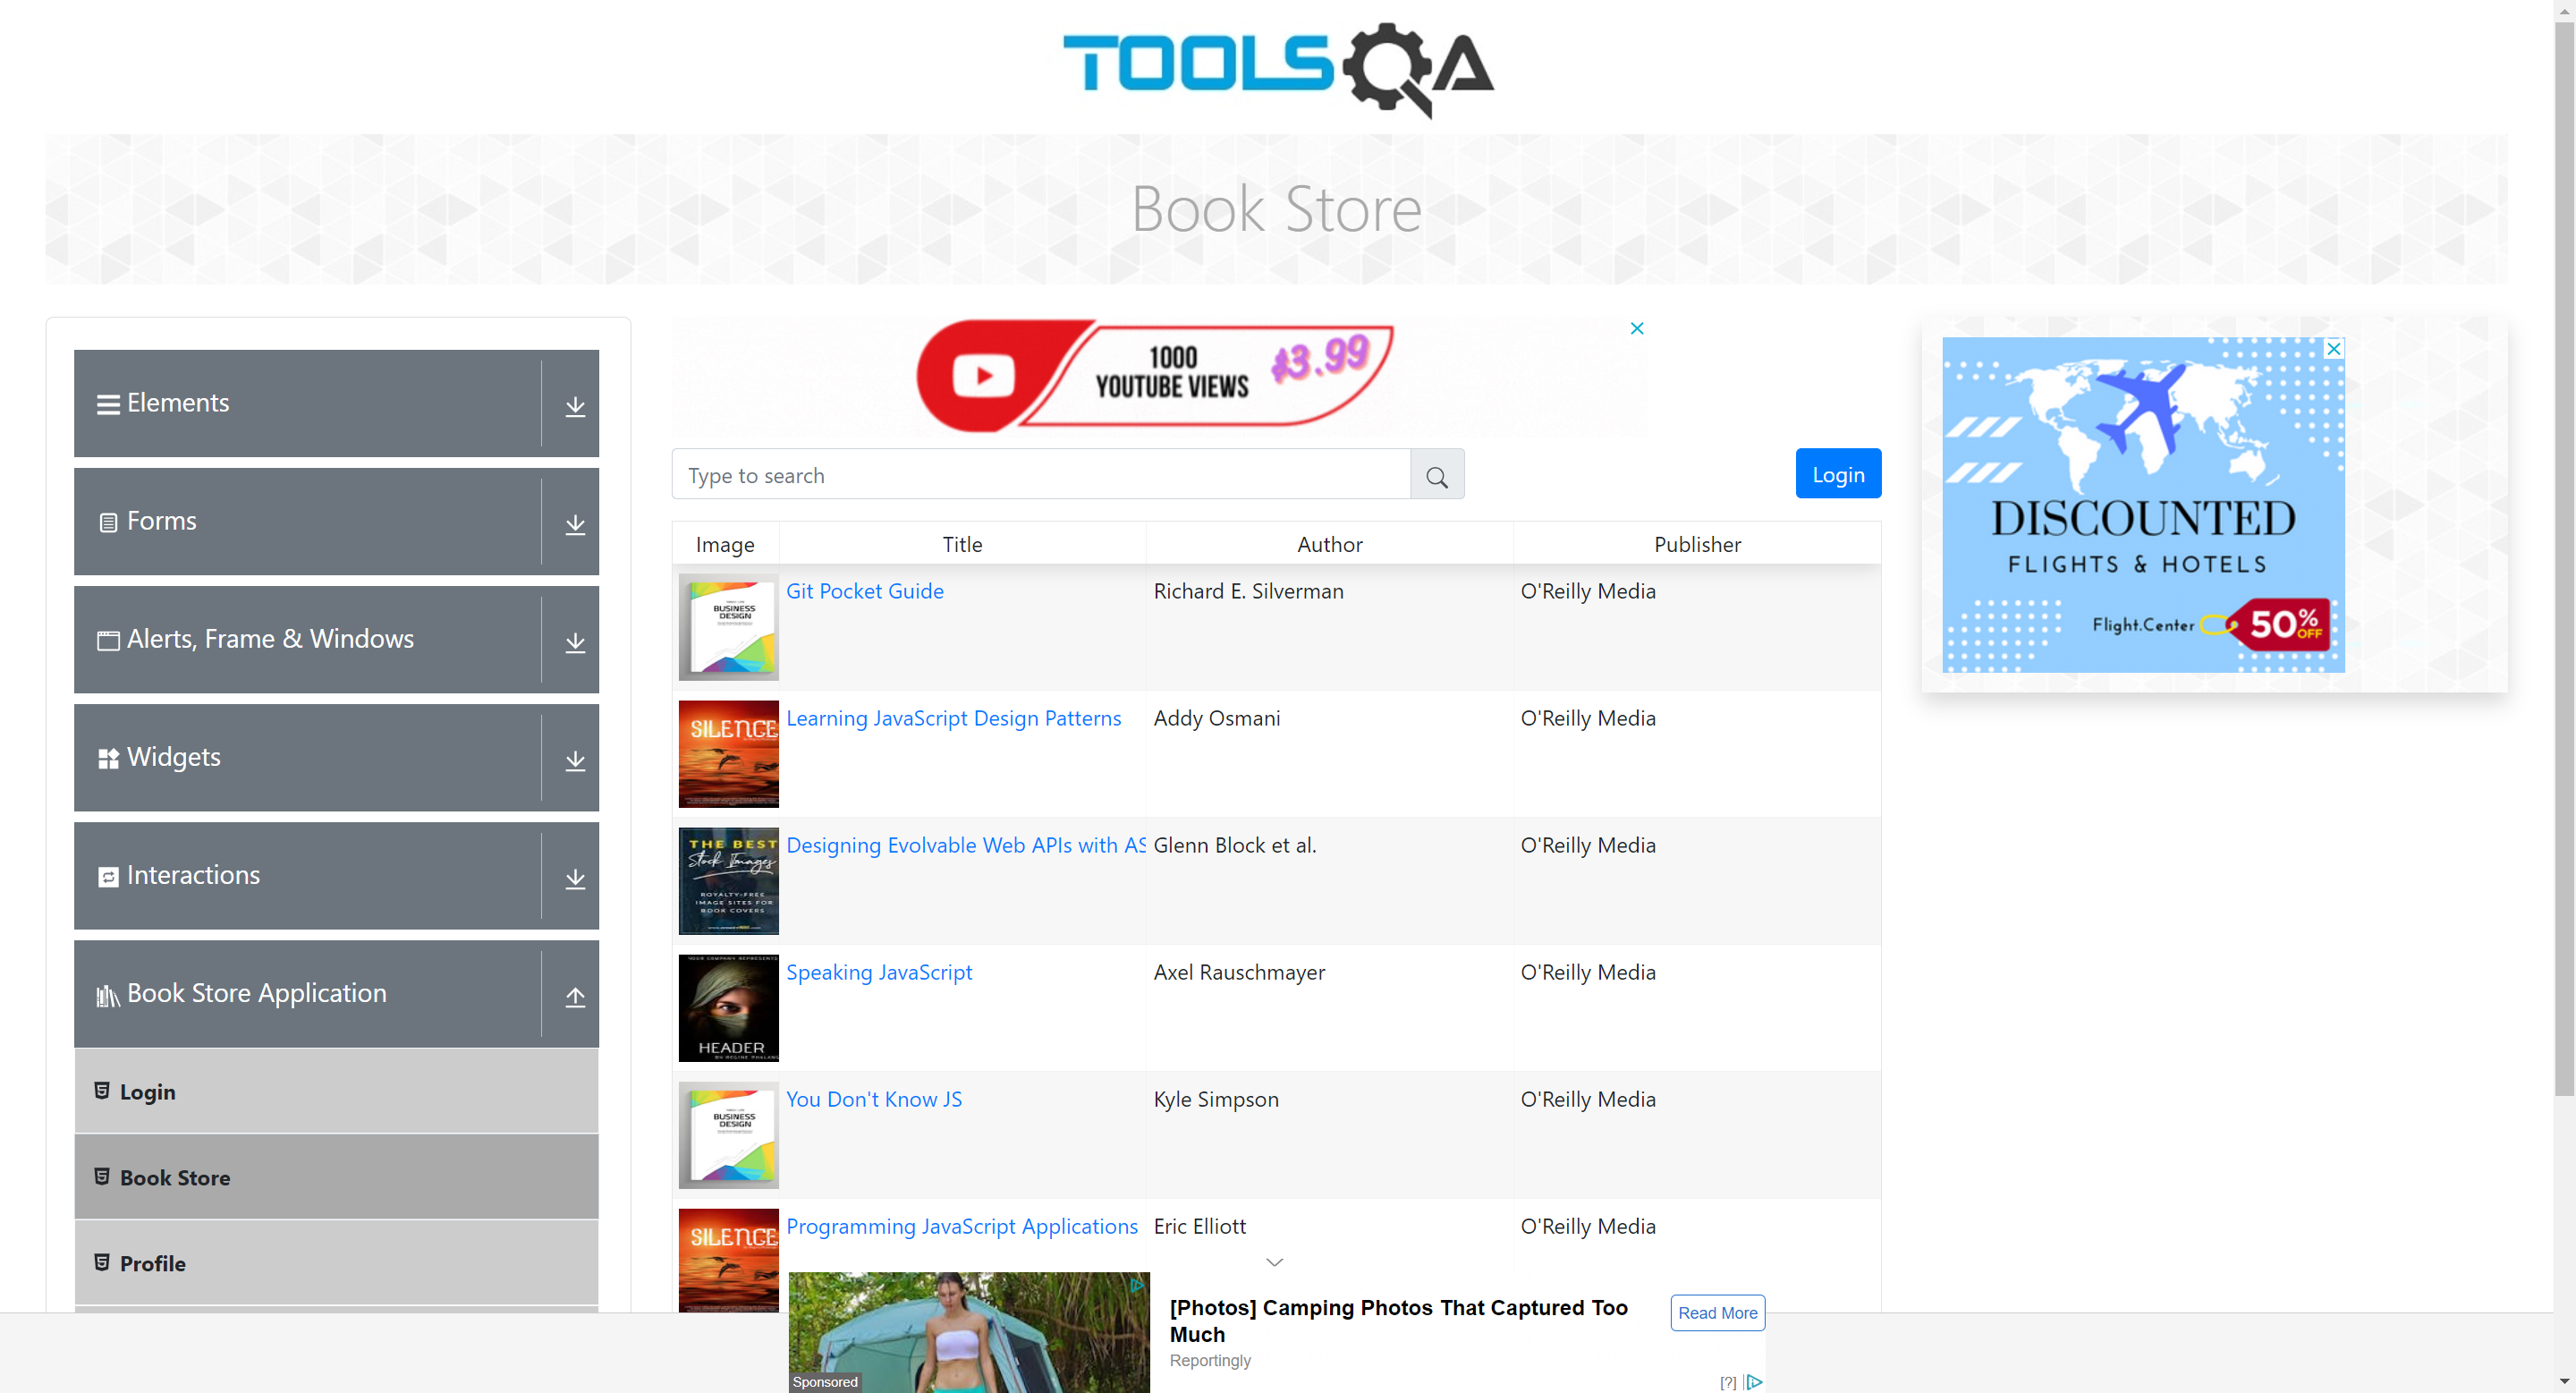 TOOLSQA
Book Store
Elements
Forms
Alerts, Frame & Windows
Widgets
Interactions
Book Store Application
Login
Book Store
Profile
1000
YOUTUBE VIEWS
$3.99
Type to search
Login
Image Title Author Publisher
BUSINESS
DESIGN
Git Pocket Guide Richard E. Silverman O'Reilly Media
SILENCE
Learning JavaScript Design Patterns Addy Osmani O'Reilly Media
THE BEST
Stock Images
ROYALTY-FREE
IMAGE SITES FOR
BOOK COVERS
Designing Evolvable Web APIs with AS Glenn Block et al. O'Reilly Media
YOUR COMPANY REPRESENTS
HEADER
Speaking JavaScript Axel Rauschmayer O'Reilly Media
BUSINESS
DESIGN
You Don't Know JS Kyle Simpson O'Reilly Media
SILENCE
Programming JavaScript Applications Eric Elliott O'Reilly Media
DISCOUNTED
FLIGHTS & HOTELS
Flight.Center
50% OFF
Sponsored
[Photos] Camping Photos That Captured Too
Much
Reportingly
Read More
[?]